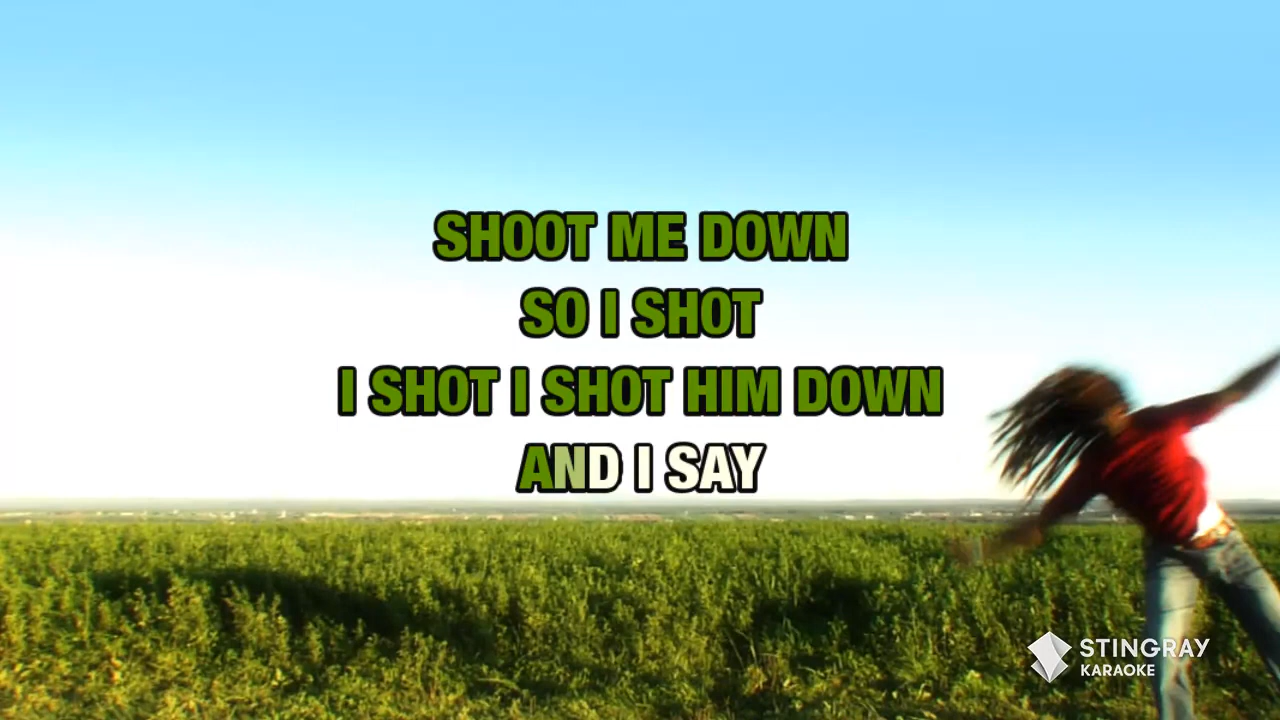 SHOOT ME DOWN
SO I SHOT
I SHOT I SHOT HIM DOWN
AND I SAY
STINGRAY
KARAOKE